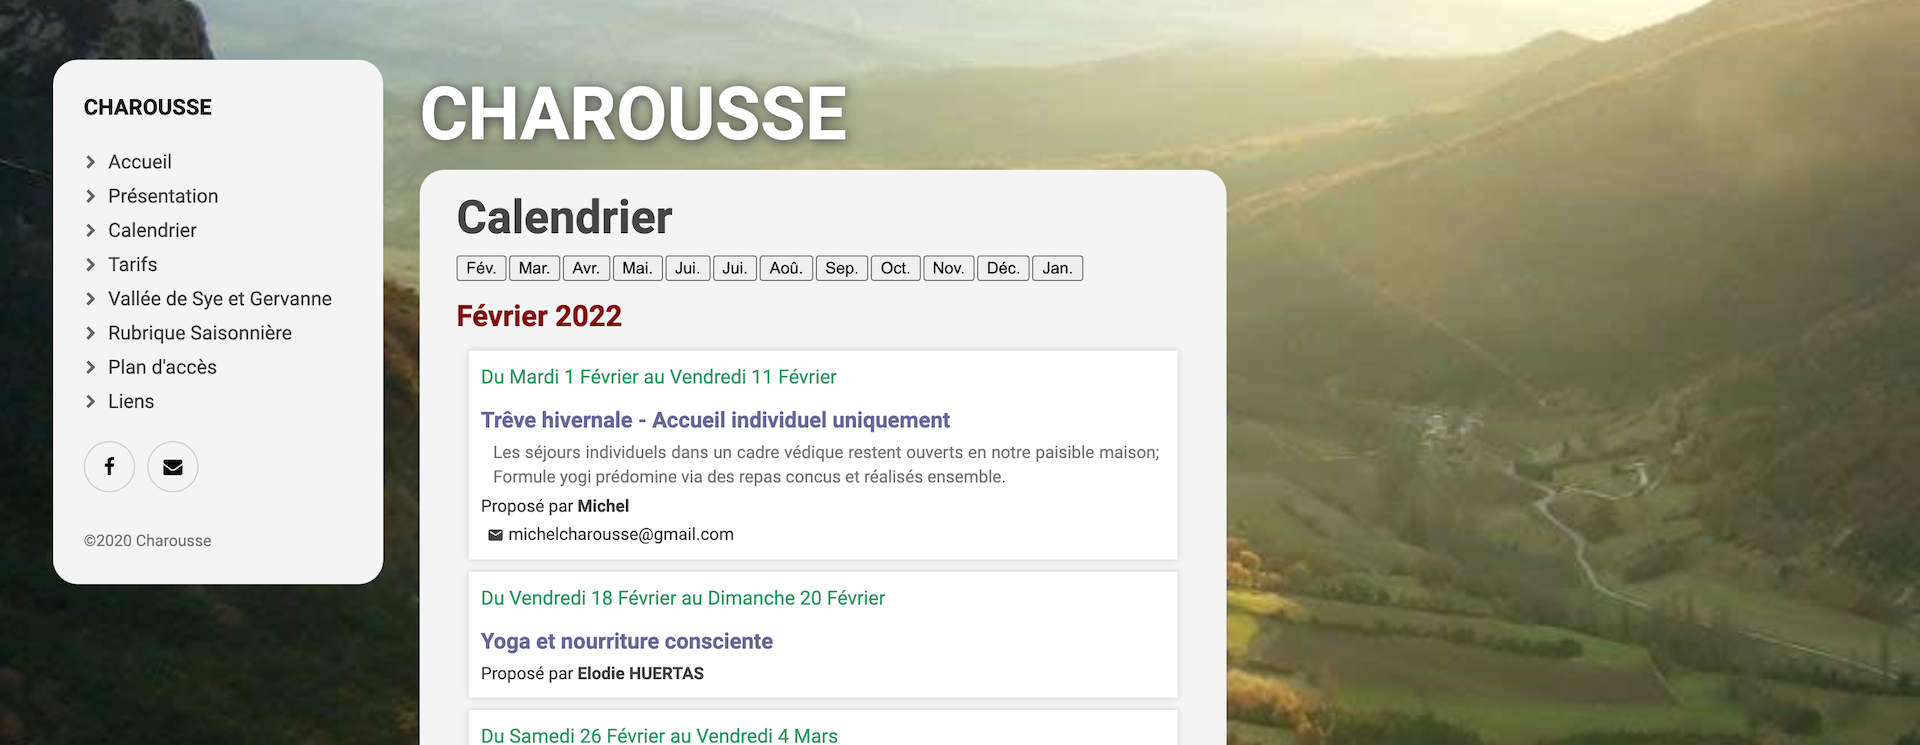 CHAROUSSE
Accueil
Présentation
Calendrier
Tarifs
Vallée de Sye et Gervanne
Rubrique Saisonnière
Plan d'accès
Liens
©2020 Charousse
CHAROUSSE
Calendrier
Fév. Mar. Avr. Mai. Jui. Jui. Aoû. Sep. Oct. Nov. Déc. Jan.
Février 2022
Du Mardi 1 Février au Vendredi 11 Février
Trêve hivernale - Accueil individuel uniquement
Les séjours individuels dans un cadre védique restent ouverts en notre paisible maison;
Formule yogi prédomine via des repas concus et réalisés ensemble.
Proposé par Michel
michelcharousse@gmail.com
Du Vendredi 18 Février au Dimanche 20 Février
Yoga et nourriture consciente
Proposé par Elodie HUERTAS
Du Samedi 26 Février au Vendredi 4 Mars